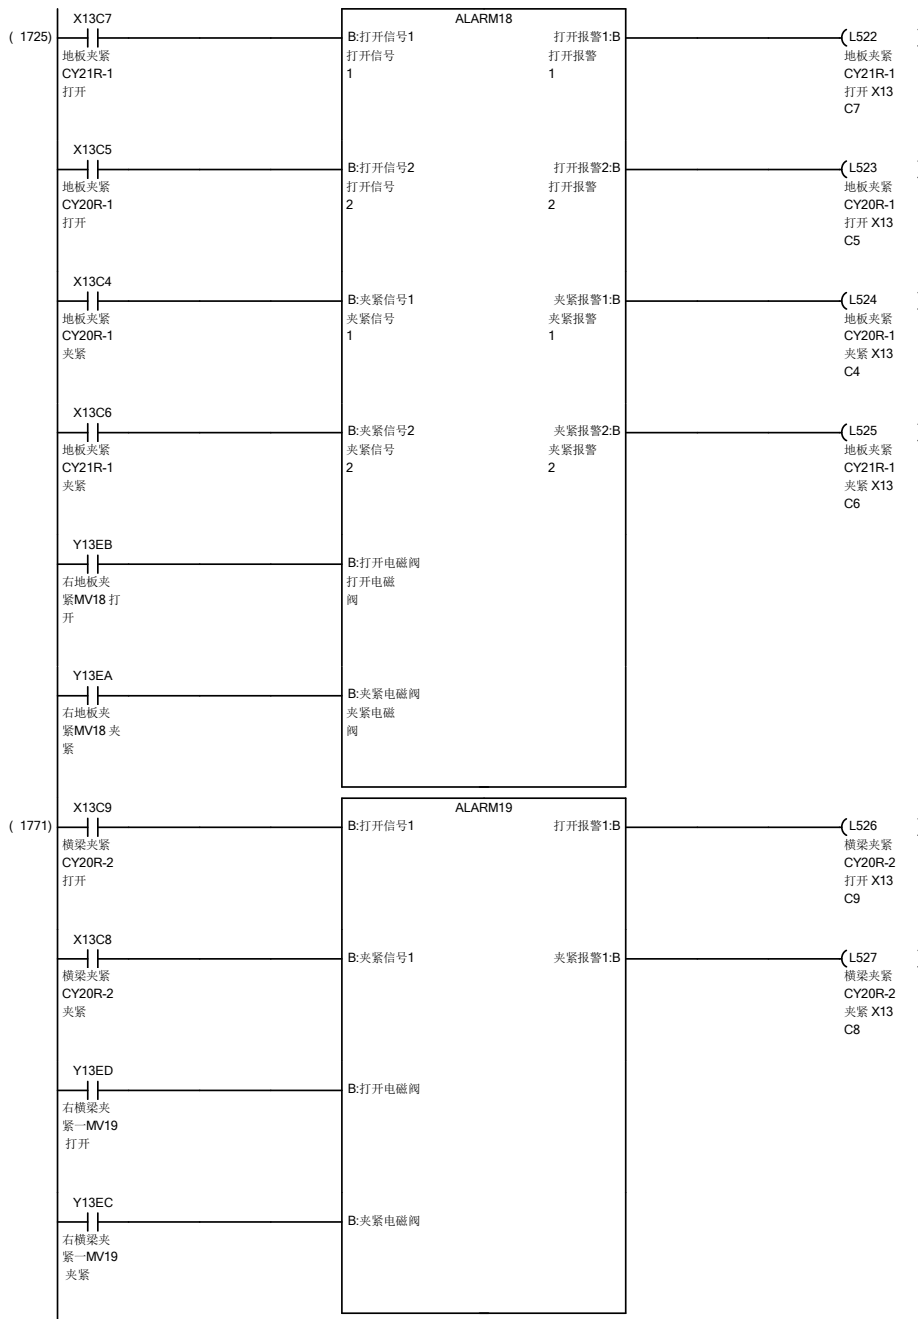 X13C7
ALARM18
( 1725)
B:打开信号1
打开报警1:B
L522
地板夹紧
CY21R-1
打开
打开信号
1
打开报警
1
地板夹紧
CY21R-1
打开 X13
C7
X13C5
B:打开信号2
打开报警2:B
L523
地板夹紧
CY20R-1
打开
打开信号
2
打开报警
2
地板夹紧
CY20R-1
打开 X13
C5
X13C4
B:夹紧信号1
夹紧报警1:B
L524
地板夹紧
CY20R-1
夹紧
夹紧信号
1
夹紧报警
1
地板夹紧
CY20R-1
夹紧 X13
C4
X13C6
B:夹紧信号2
夹紧报警2:B
L525
地板夹紧
CY21R-1
夹紧
夹紧信号
2
夹紧报警
2
地板夹紧
CY21R-1
夹紧 X13
C6
Y13EB
B:打开电磁阀
右地板夹
紧MV18 打
开
打开电磁
阀
Y13EA
B:夹紧电磁阀
右地板夹
紧MV18 夹
紧
夹紧电磁
阀
X13C9
ALARM19
( 1771)
B:打开信号1
打开报警1:B
L526
横梁夹紧
CY20R-2
打开
横梁夹紧
CY20R-2
打开 X13
C9
X13C8
B:夹紧信号1
夹紧报警1:B
L527
横梁夹紧
CY20R-2
夹紧
横梁夹紧
CY20R-2
夹紧 X13
C8
Y13ED
B:打开电磁阀
右横梁夹
紧一MV19
打开
Y13EC
B:夹紧电磁阀
右横梁夹
紧一MV19
夹紧